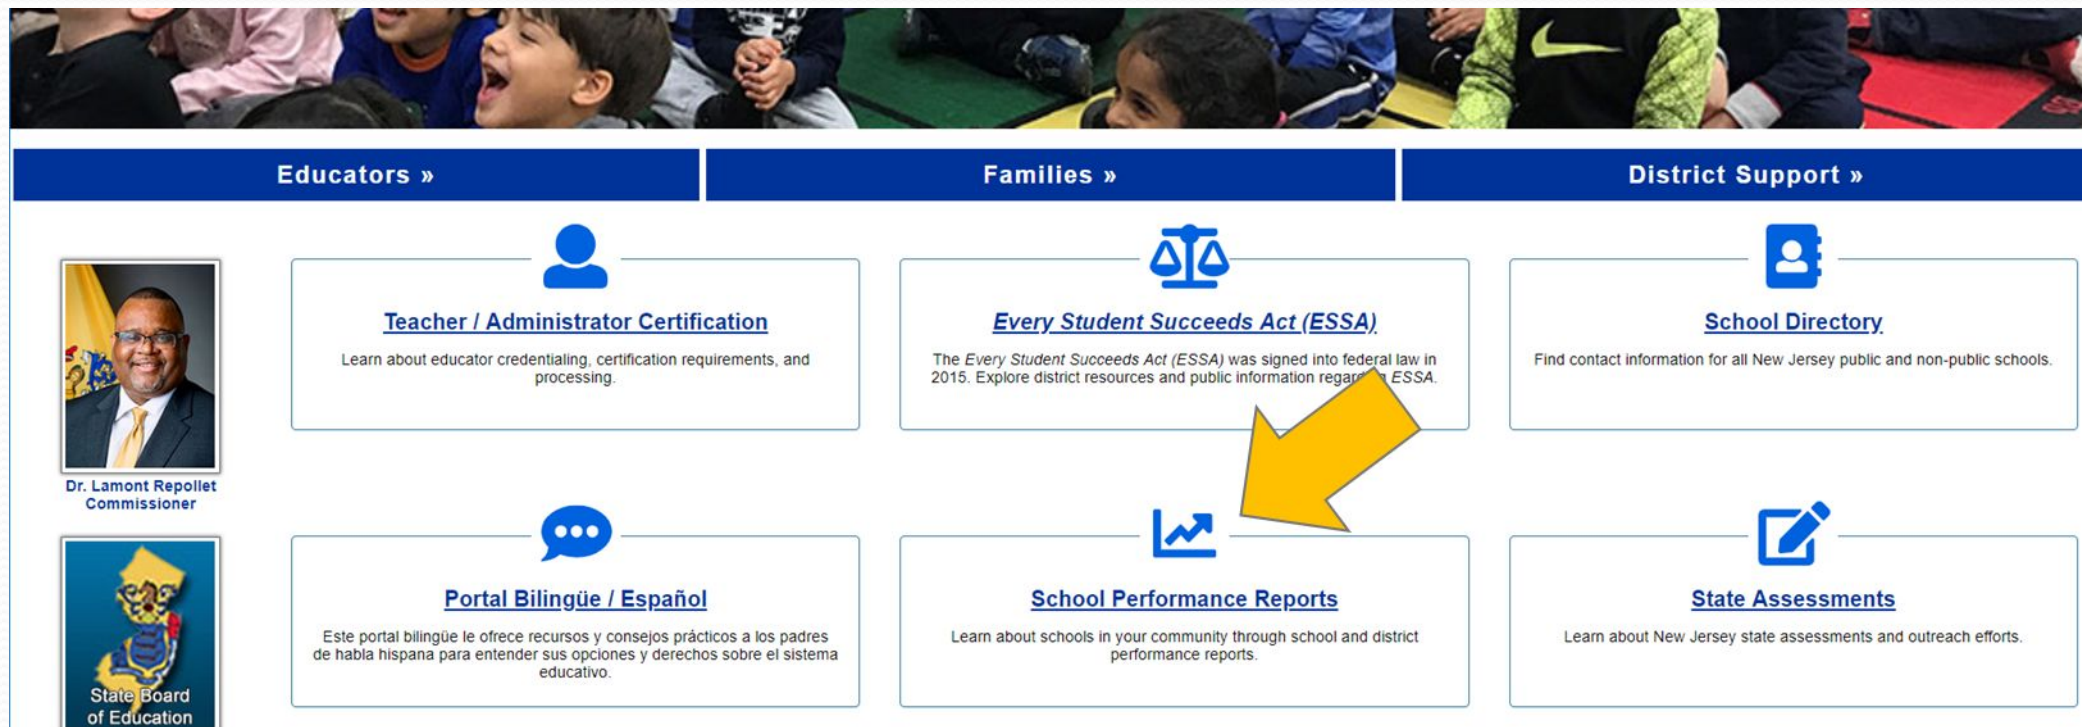 Educators »
Families »
District Support »
Teacher / Administrator Certification
Learn about educator credentialing, certification requirements, and
processing.
Every Student Succeeds Act (ESSA)
The Every Student Succeeds Act (ESSA) was signed into federal law in
2015. Explore district resources and public information ESSA.
School Directory
Find contact information for all New Jersey public and non-public schools.
Dr. Lamont Repollet
Commissioner
Portal Bilingüe / Español
Este portal bilingüe le ofrece recursos y consejos prácticos a los padres
de habla hispana para entender sus opciones y derechos sobre el sistema
educativo.
School Performance Reports
Learn about schools in your community through school and district
performance reports.
State Assessments
Learn about New Jersey state assessments and outreach efforts.
State Board
of Education